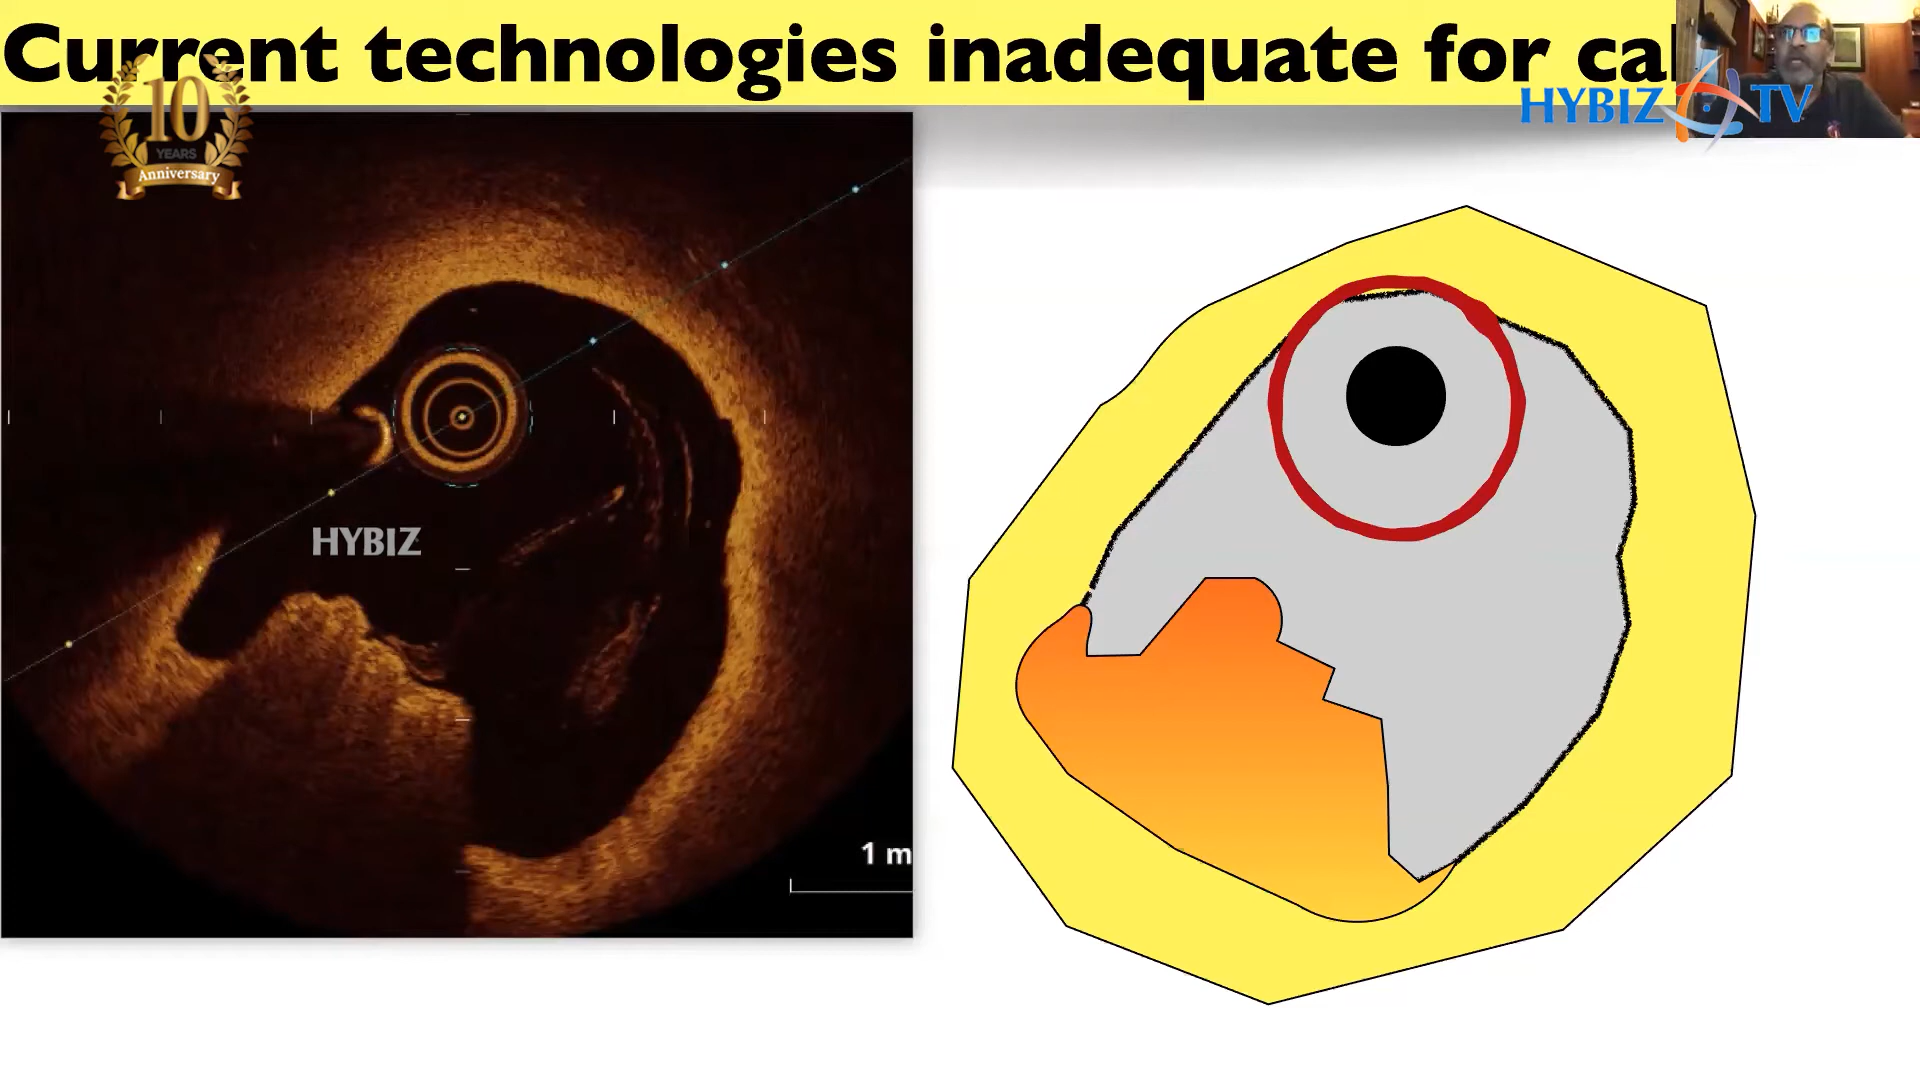 Current technologies inadequate for cal
10
YEARS
Anniversary
HYBIZ TV
HYBIZ
1 m